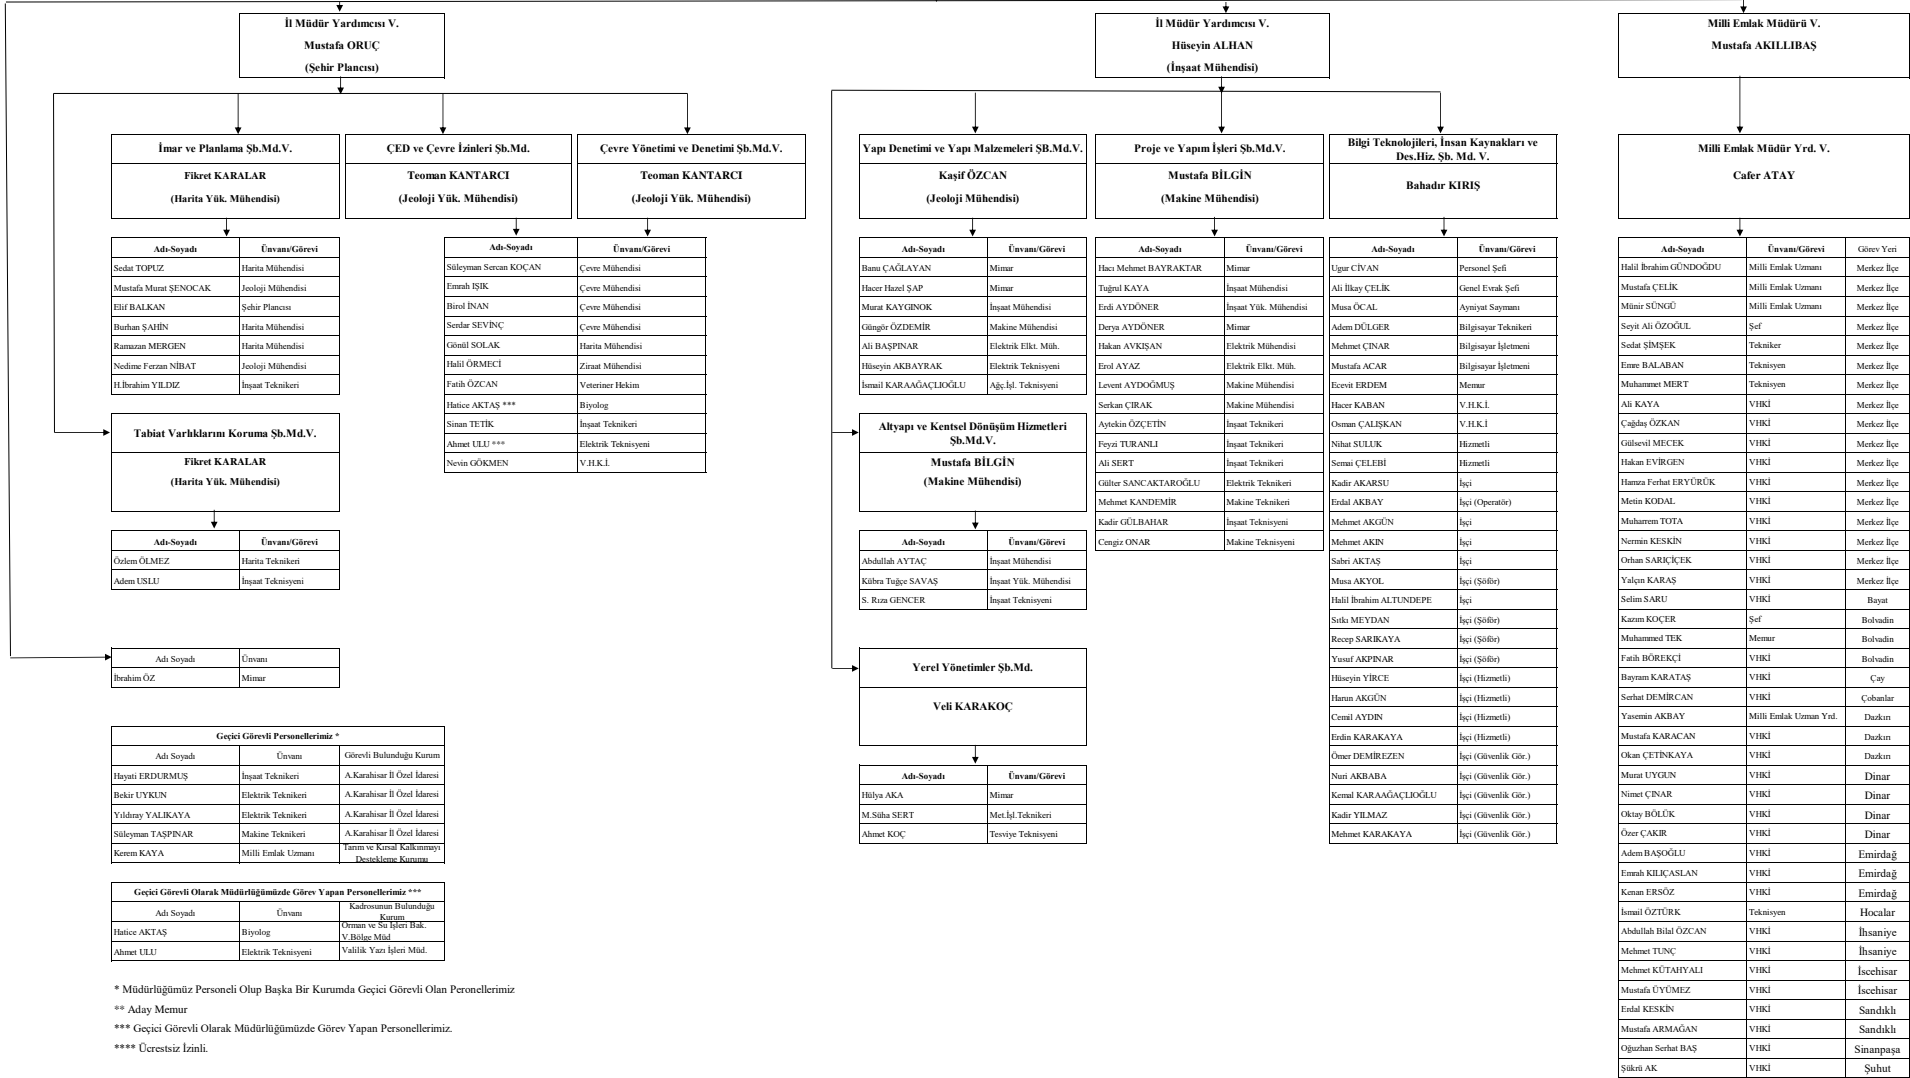 İl Müdür Yardımcısı V.
Mustafa ORUÇ
(Şehir Plancısı)
İl Müdür Yardımcısı V.
Hüseyin ALHAN
(İnşaat Mühendisi)
Milli Emlak Müdürü V.
Mustafa AKILLIBAŞ
İmar ve Planlama Şb.Md.V.
Fikret KARALAR
(Harita Yük. Mühendisi)
ÇED ve Çevre İzinleri Şb.Md.
Teoman KANTARCI
(Jeoloji Yük. Mühendisi)
Çevre Yönetimi ve Denetimi Şb.Md.V.
Teoman KANTARCI
(Jeoloji Yük. Mühendisi)
Yapı Denetimi ve Yapı Malzemeleri ŞB.Md.V.
Kaşif ÖZCAN
(Jeoloji Mühendisi)
Proje ve Yapım İşleri Şb.Md.V.
Mustafa BİLGİN
(Makine Mühendisi)
Bilgi Teknolojileri, İnsan Kaynakları ve
Des.Hiz. Şb. Md. V.
Bahadır KIRIŞ
Milli Emlak Müdür Yrd. V.
Cafer ATAY
Adı-Soyadı Ünvanı/Görevi
Sedat TOPUZ Harita Mühendisi
Mustafa Murat ŞENOCAK Jeoloji Mühendisi
Elif BALKAN Şehir Plancısı
Burhan ŞAHİN Harita Mühendisi
Ramazan MERGEN Harita Mühendisi
Nedime Ferzan NİBAT Jeoloji Mühendisi
H.İbrahim YILDIZ İnşaat Teknikeri
Tabiat Varlıklarını Koruma Şb.Md.V.
Fikret KARALAR
(Harita Yük. Mühendisi)
Adı-Soyadı Ünvanı/Görevi
Özlem ÖLMEZ Harita Teknikeri
Adem USLU İnşaat Teknisyeni
Adı Soyadı Ünvanı
İbrahim ÖZ Mimar
Adı-Soyadı Ünvanı/Görevi
Süleyman Sercan KOÇAN Çevre Mühendisi
Emrah IŞIK Çevre Mühendisi
Birol İNAN Çevre Mühendisi
Serdar SEVİNÇ Çevre Mühendisi
Gönül SOLAK Harita Mühendisi
Halil ÖRMECİ Ziraat Mühendisi
Fatih ÖZCAN Veteriner Hekim
Hatice AKTAŞ *** Biyolog
Sinan TETİK İnşaat Teknikeri
Ahmet ULU *** Elektrik Teknisyeni
Nevin GÖKMEN V.H.K.İ.
Geçici Görevli Personellerimiz *
Adı Soyadı Ünvanı Görevli Bulunduğu Kurum
Hayati ERDURMUŞ İnşaat Teknikeri A.Karahisar İl Özel İdaresi
Bekir UYKUN Elektrik Teknikeri A.Karahisar İl Özel İdaresi
Yıldıray YALIKAYA Elektrik Teknikeri A.Karahisar İl Özel İdaresi
Süleyman TAŞPINAR Makine Teknikeri A.Karahisar İl Özel İdaresi
Kerem KAYA Milli Emlak Uzmanı Tarım ve Kırsal Kalkınmayı
Destekleme Kurumu
Geçici Görevli Olarak Müdürlüğümüzde Görev Yapan Personellerimiz ***
Adı Soyadı Ünvanı Kadrosunun Bulunduğu
Kurum
Hatice AKTAŞ Biyolog Orman ve Su İşleri Bak.
V.Bölge Müd
Ahmet ULU Elektrik Teknisyeni Valilik Yazı İşleri Müd.
* Müdürlüğümüz Personeli Olup Başka Bir Kurumda Geçici Görevli Olan Peronellerimiz
** Aday Memur
*** Geçici Görevli Olarak Müdürlüğümüzde Görev Yapan Personellerimiz.
**** Ücrestsiz İzinli.
Adı-Soyadı Ünvanı/Görevi
Banu ÇAĞLAYAN Mimar
Hacer Hazel ŞAP Mimar
Murat KAYGINOK İnşaat Mühendisi
Güngör ÖZDEMİR Makine Mühendisi
Ali BAŞPINAR Elektrik Elkt. Müh.
Hüseyin AKBAYRAK Elektrik Teknisyeni
İsmail KARAAĞAÇLIOĞLU Ağç.İşl. Teknisyeni
Altyapı ve Kentsel Dönüşüm Hizmetleri
Şb.Md.V.
Mustafa BİLGİN
(Makine Mühendisi)
Adı-Soyadı Ünvanı/Görevi
Abdullah AYTAÇ İnşaat Mühendisi
Kübra Tuğçe SAVAŞ İnşaat Yük. Mühendisi
S. Rıza GENCER İnşaat Teknisyeni
Yerel Yönetimler Şb.Md.
Veli KARAKOÇ
Adı-Soyadı Ünvanı/Görevi
Hülya AKA Mimar
M.Süha SERT Met.İşl.Teknikeri
Ahmet KOÇ Tesviye Teknisyeni
Adı-Soyadı Ünvanı/Görevi
Hacı Mehmet BAYRAKTAR Mimar
Tuğrul KAYA İnşaat Mühendisi
Erdi AYDÖNER İnşaat Yük. Mühendisi
Derya AYDÖNER Mimar
Hakan AVKIŞAN Elektrik Mühendisi
Erol AYAZ Elektrik Elkt. Müh.
Levent AYDOĞMUŞ Makine Mühendisi
Serkan ÇIRAK Makine Mühendisi
Aytekin ÖZÇETİN İnşaat Teknikeri
Feyzi TURANLI İnşaat Teknikeri
Ali SERT İnşaat Teknikeri
Gülter SANCAKTAROĞLU Elektrik Teknikeri
Mehmet KANDEMİR Makine Teknikeri
Kadir GÜLBAHAR İnşaat Teknisyeni
Cengiz ONAR Makine Teknisyeni
Adı-Soyadı Ünvanı/Görevi
Ugur CİVAN Personel Şefi
Ali İlkay ÇELİK Genel Evrak Şefi
Musa ÖCAL Ayniyat Saymanı
Adem DÜLGER Bilgisayar Teknikeri
Mehmet ÇINAR Bilgisayar İşletmeni
Mustafa ACAR Bilgisayar İşletmeni
Ecevit ERDEM Memur
Hacer KABAN V.H.K.İ.
Osman ÇALIŞKAN V.H.K.İ
Nihat SULUK Hizmetli
Semai ÇELEBİ Hizmetli
Kadir AKARSU İşçi
Erdal AKBAY İşçi (Operatör)
Mehmet AKGÜN İşçi
Mehmet AKIN İşçi
Sabri AKTAŞ İşçi
Musa AKYOL İşçi (Şöför)
Halil İbrahim ALTUNDEPE İşçi
Sıtkı MEYDAN İşçi (Şöför)
Recep SARIKAYA İşçi (Şöför)
Yusuf AKPINAR İşçi (Şöför)
Hüseyin YİRCE İşçi (Hizmetli)
Harun AKGÜN İşçi (Hizmetli)
Cemil AYDIN İşçi (Hizmetli)
Erdin KARAKAYA İşçi (Hizmetli)
Ömer DEMİREZEN İşçi (Güvenlik Gör.)
Nuri AKBABA İşçi (Güvenlik Gör.)
Kemal KARAAĞAÇLIOĞLU İşçi (Güvenlik Gör.)
Kadir YILMAZ İşçi (Güvenlik Gör.)
Mehmet KARAKAYA İşçi (Güvenlik Gör.)
Adı-Soyadı Ünvanı/Görevi Görev Yeri
Halil İbrahim GÜNDOĞDU Milli Emlak Uzmanı Merkez İlçe
Mustafa ÇELİK Milli Emlak Uzmanı Merkez İlçe
Münir SÜNGÜ Milli Emlak Uzmanı Merkez İlçe
Seyit Ali ÖZOĞUL Şef Merkez İlçe
Sedat ŞİMŞEK Tekniker Merkez İlçe
Emre BALABAN Teknisyen Merkez İlçe
Muhammet MERT Teknisyen Merkez İlçe
Ali KAYA VHKİ Merkez İlçe
Çağdaş ÖZKAN VHKİ Merkez İlçe
Gülsevil MECEK VHKİ Merkez İlçe
Hakan EVİRGEN VHKİ Merkez İlçe
Hamza Ferhat ERYÜRÜK VHKİ Merkez İlçe
Metin KODAL VHKİ Merkez İlçe
Muharrem TOTA VHKİ Merkez İlçe
Nermin KESKİN VHKİ Merkez İlçe
Orhan SARIÇİÇEK VHKİ Merkez İlçe
Yalçın KARAŞ VHKİ Merkez İlçe
Selim SARU VHKİ Bayat
Kazım KOÇER Şef Bolvadin
Muhammed TEK Memur Bolvadin
Fatih BÖREKÇİ VHKİ Bolvadin
Bayram KARATAŞ VHKİ Çay
Serhat DEMİRCAN VHKİ Çobanlar
Yasemin AKBAY Milli Emlak Uzman Yrd. Dazkırı
Mustafa KARACAN VHKİ Dazkırı
Okan ÇETİNKAYA VHKİ Dazkırı
Murat UYGUN VHKİ Dinar
Nimet ÇINAR VHKİ Dinar
Oktay BÖLÜK VHKİ Dinar
Özer ÇAKIR VHKİ Dinar
Adem BAŞOĞLU VHKİ Emirdağ
Emrah KILIÇASLAN VHKİ Emirdağ
Kenan ERSÖZ VHKİ Emirdağ
İsmail ÖZTÜRK Teknisyen Hocalar
Abdullah Bilal ÖZCAN VHKİ İhsaniye
Mehmet TUNÇ VHKİ İhsaniye
Mehmet KÜTAHYALI VHKİ İscehisar
Mustafa ÜYÜMEZ VHKİ İscehisar
Erdal KESKİN VHKİ Sandıklı
Mustafa ARMAĞAN VHKİ Sandıklı
Oğuzhan Serhat BAŞ VHKİ Sinanpaşa
Şükrü AK VHKİ Şuhut